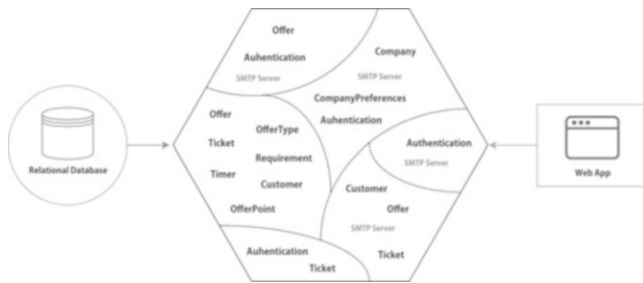 Offer
Auhentication
SMTP Server
Company
SMTP Server
CompanyPreferences
Auhentication
Offer
OfferType
Ticket
Requirement
Timer
Customer
OfferPoint
Authentication
SMTP Server
Customer
Offer
SMTP Server
Ticket
Auhentication
Ticket
Relational Database
Web App